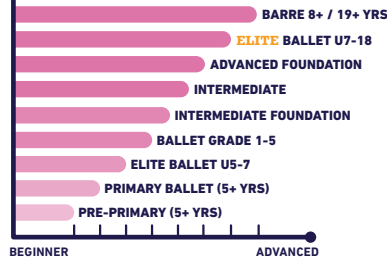 BARRE 8+ / 19+ YRS
ELITE BALLET U7-18
ADVANCED FOUNDATION
INTERMEDIATE
INTERMEDIATE FOUNDATION
BALLET GRADE 1-5
ELITE BALLET U5-7
PRIMARY BALLET (5+ YRS)
PRE-PRIMARY (5+ YRS)
BEGINNER ADVANCED